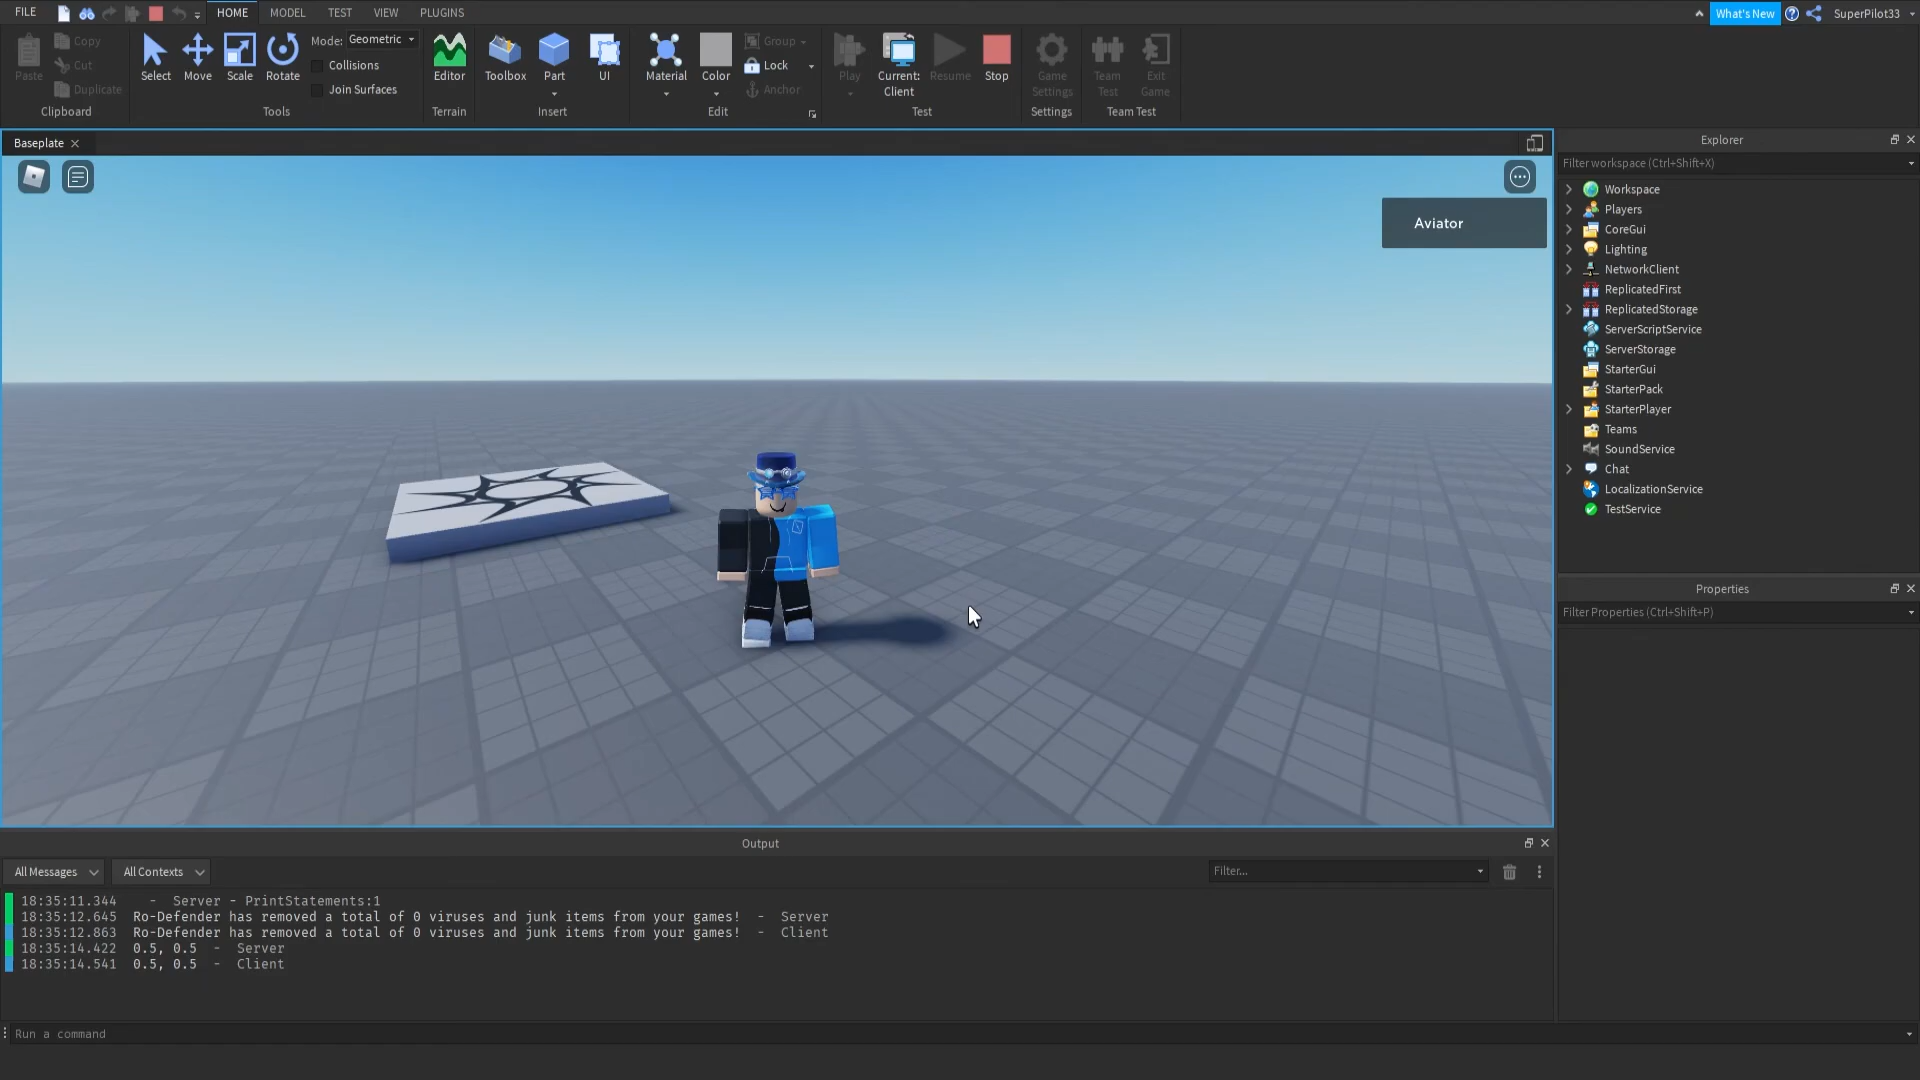 FILE HOME MODEL TEST VIEW PLUGINS What's New SuperPilot33
Paste Copy Cut Duplicate
Clipboard
Select Move Scale Rotate
Mode: Geometric
Collisions
Join Surfaces
Tools
Editor
Terrain
Toolbox Part UI
Insert
Material Color Group Lock Anchor
Edit
Play Current: Client Resume Stop
Test
Game Settings
Settings
Team Test Exit Game
Team Test
Baseplate
Aviator
Explorer
Filter workspace (Ctrl+Shift+X)
Workspace
Players
CoreGui
Lighting
NetworkClient
ReplicatedFirst
ReplicatedStorage
ServerScriptService
ServerStorage
StarterGui
StarterPack
StarterPlayer
Teams
SoundService
Chat
LocalizationService
TestService
Properties
Filter Properties (Ctrl+Shift+P)
Output
All Messages All Contexts Filter...
18:35:11.344 - Server - PrintStatements:1
18:35:12.645 Ro-Defender has removed a total of 0 viruses and junk items from your games! - Server
18:35:12.863 Ro-Defender has removed a total of 0 viruses and junk items from your games! - Client
18:35:14.422 0.5, 0.5 - Server
18:35:14.541 0.5, 0.5 - Client
Run a command